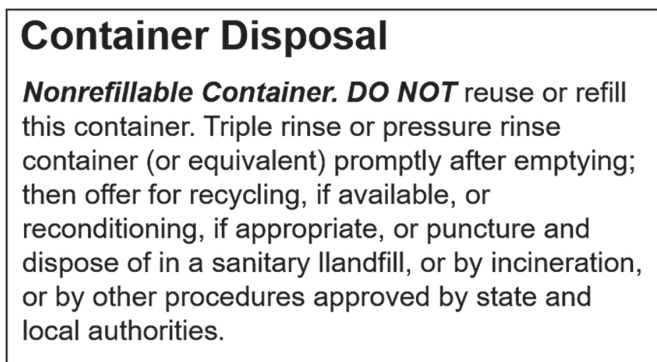 Container Disposal
Nonrefillable Container. DO NOT reuse or refill
this container. Triple rinse or pressure rinse
container (or equivalent) promptly after emptying;
then offer for recycling, if available, or
reconditioning, if appropriate, or puncture and
dispose of in a sanitary llandfill, or by incineration,
or by other procedures approved by state and
local authorities.